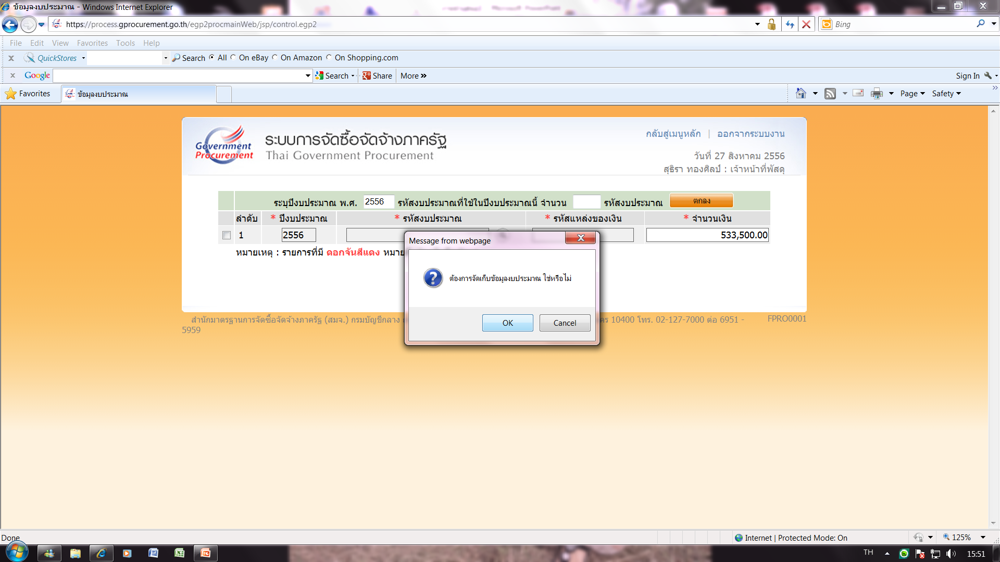 ข้อมูลงบประมาณ - Windows Internet Explorer
https://process.gprocurement.go.th/egp2procmainWeb/jsp/control.egp2
Bing
File Edit View Favorites Tools Help
x QuickStores Search All On eBay On Amazon On Shopping.com
x Google Search Share More »
Sign In
Favorites ข้อมูลงบประมาณ
Page Safety »
Government Procurement
ระบบการจัดซื้อจัดจ้างภาครัฐ
Thai Government Procurement
กลับสู่เมนูหลัก | ออกจากระบบงาน
วันที่ 27 สิงหาคม 2556
สุธิรา ทองศิลป์ : เจ้าหน้าที่พัสดุ
ระบุปีงบประมาณ พ.ศ. 2556 รหัสงบประมาณที่ใช้ในปีงบประมาณนี้ จำนวน รหัสงบประมาณ ตกลง
ลำดับ * ปีงบประมาณ * รหัสงบประมาณ * รหัสแหล่งของเงิน * จำนวนเงิน
1 2556 533,500.00
หมายเหตุ : รายการที่มี ดอกจันสีแดง
Message from webpage
ต้องการจัดเก็บข้อมูลงบประมาณ ใช่หรือไม่
OK Cancel
สำนักมาตรฐานการจัดซื้อจัดจ้างภาครัฐ (สมจ.) กรมบัญชีกลาง 10400 โทร. 02-127-7000 ต่อ 6951 -
5959
FPRO0001
Done
Internet | Protected Mode: On
125%
TH
15:51